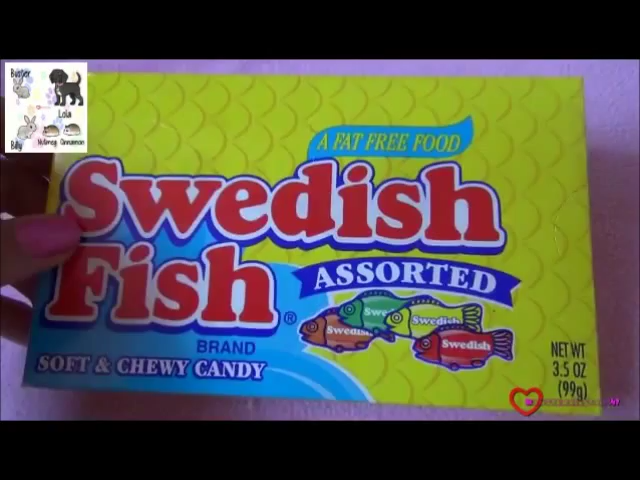 Buster
Lola
Billy Nutmeg Cinnamon
A FAT FREE FOOD
Swedish
Fish
®
ASSORTED
Swedish
Swedish
Swedish
BRAND
SOFT & CHEWY CANDY
NET WT
3.5 OZ
(99g)